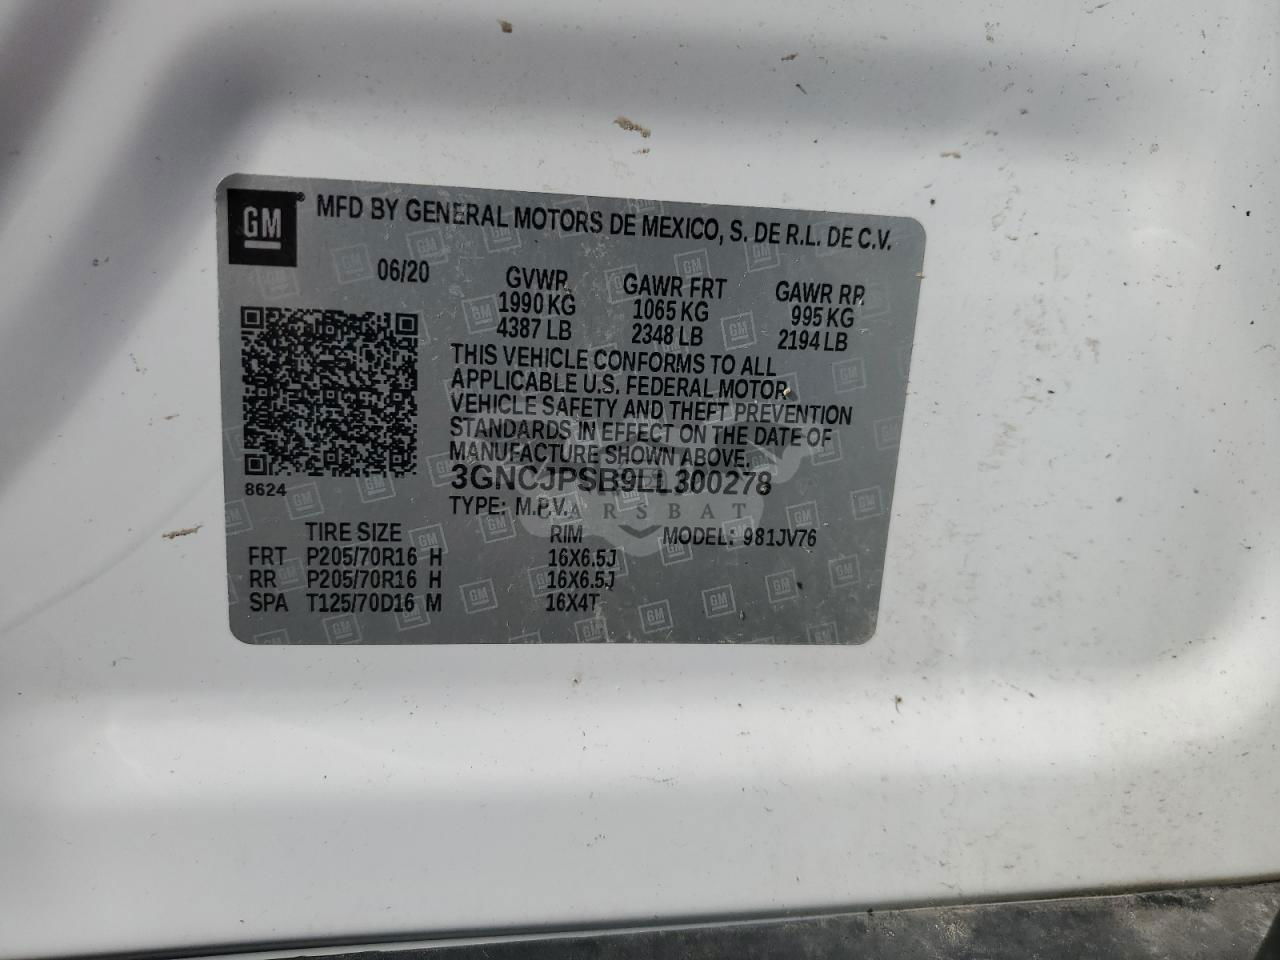 GM
MFD BY GENERAL MOTORS DE MEXICO, S. DE R.L. DE C.V.
06/20
GVWR
1990 KG
4387 LB
GAWR FRT
1065 KG
2348 LB
GAWR RR
995 KG
2194 LB
THIS VEHICLE CONFORMS TO ALL
APPLICABLE U.S. FEDERAL MOTOR
VEHICLE SAFETY AND THEFT PREVENTION
STANDARDS IN EFFECT ON THE DATE OF
MANUFACTURE SHOWN ABOVE.
3GNCJPSB9LL300278
8624
TYPE: M.P.V.
CARSBAT
TIRE SIZE RIM MODEL: 981JV76
FRT P205/70R16 H 16X6.5J
RR P205/70R16 H 16X6.5J
SPA T125/70D16 M 16X4T